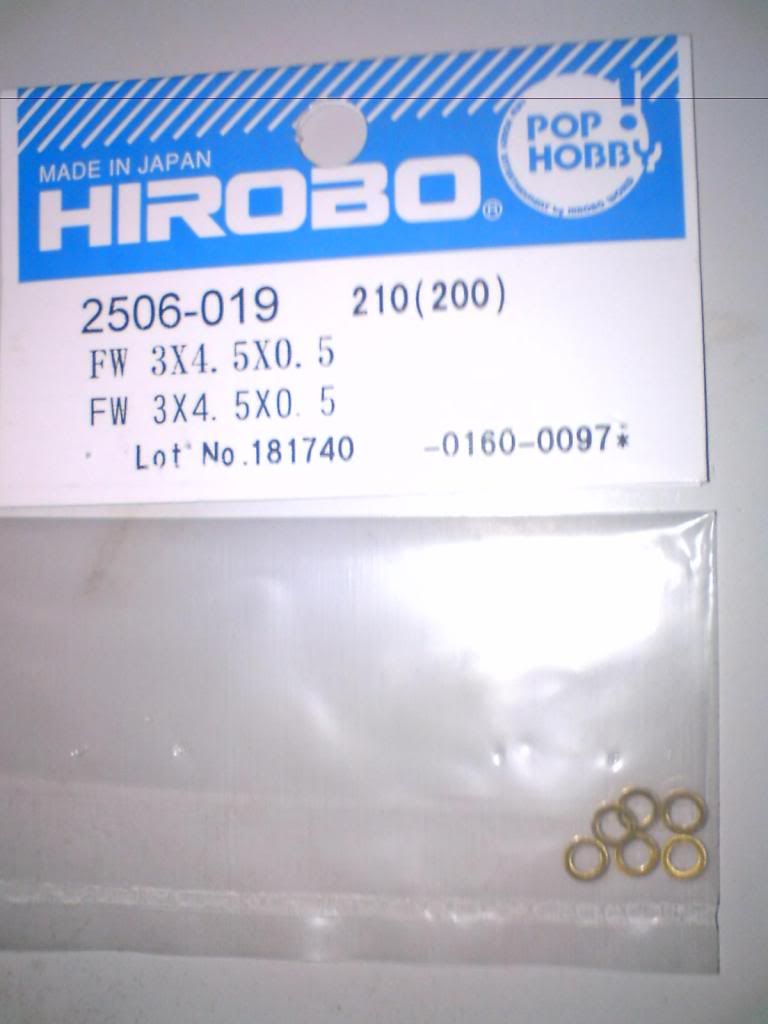 MADE IN JAPAN
HIROBO®
POP!
HOBBY
2506-019 210(200)
FW 3X4.5X0.5
FW 3X4.5X0.5
Lot No.181740 -0160-0097*